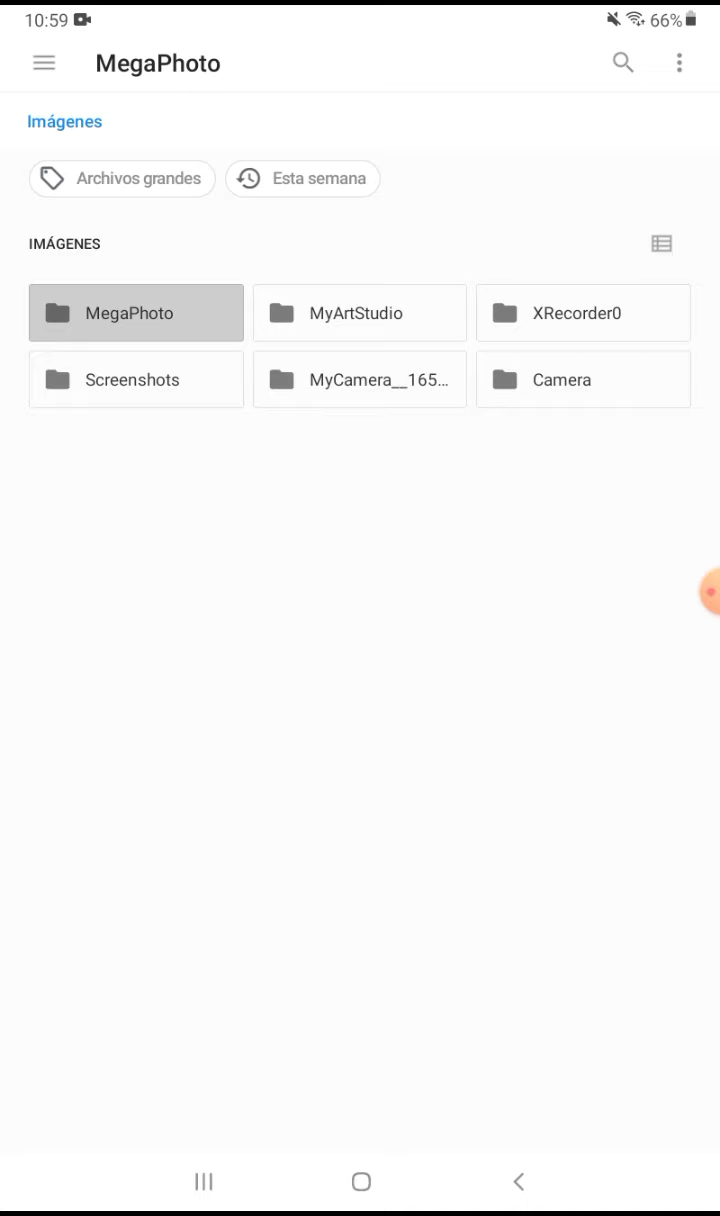 10:59 66%
MegaPhoto
Imágenes
Archivos grandes Esta semana
IMÁGENES
MegaPhoto MyArtStudio XRecorder0
Screenshots MyCamera__165... Camera